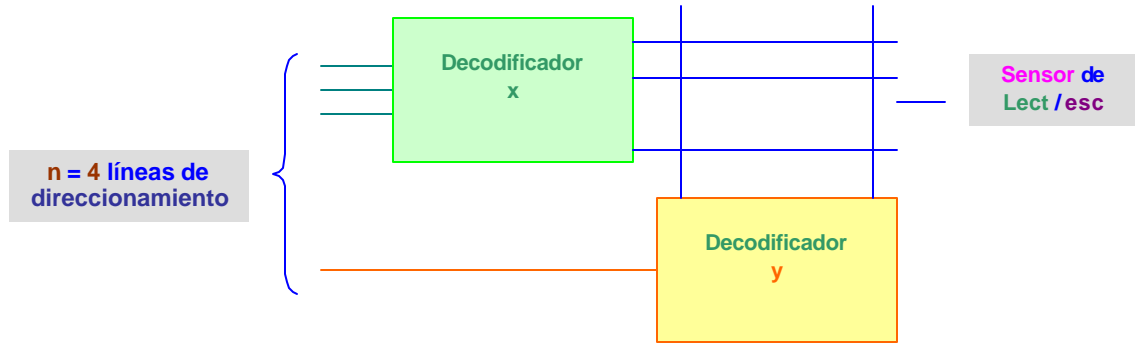 Decodificador
x
Sensor de
Lect / esc
n = 4 líneas de
direccionamiento
Decodificador
y